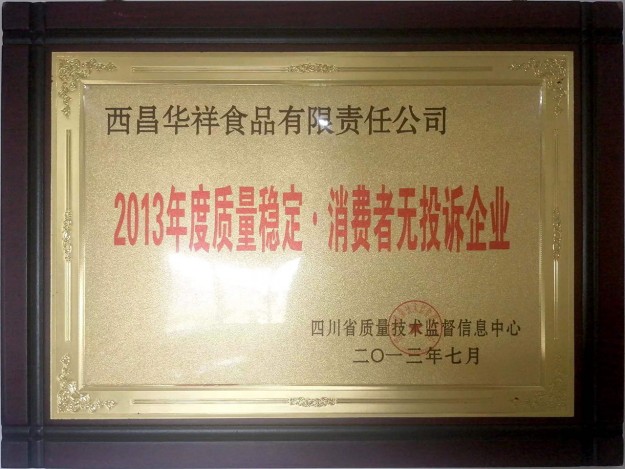 西昌华祥食品有限责任公司
2013年度质量稳定·消费者无投诉企业
四川省质量技术监督信息中心
二〇一三年七月